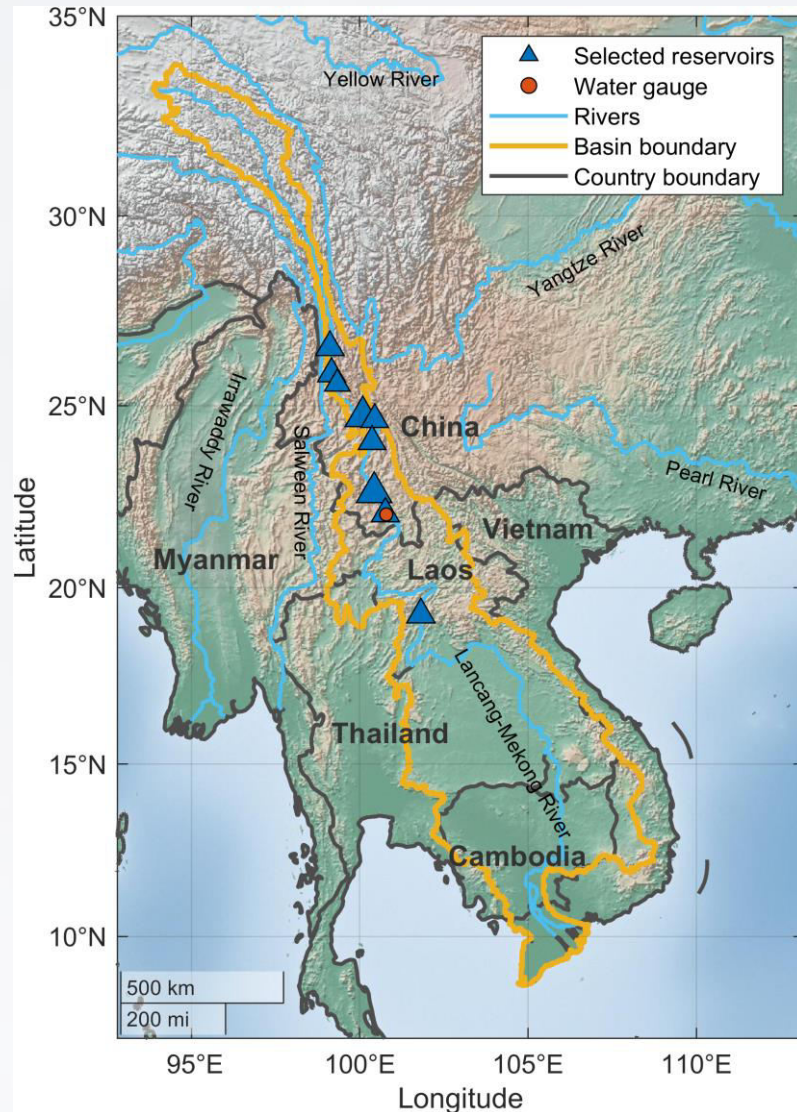 35°N
30°N
25°N
20°N
15°N
10°N
Latitude
Yellow River
Selected reservoirs
Water gauge
Rivers
Basin boundary
Country boundary
Yangtze River
Irrawaddy River
Salween River
China
Pearl River
Myanmar
Vietnam
Laos
Lancang-Mekong River
Thailand
Cambodia
500 km
200 mi
95°E
100°E
105°E
110°E
Longitude